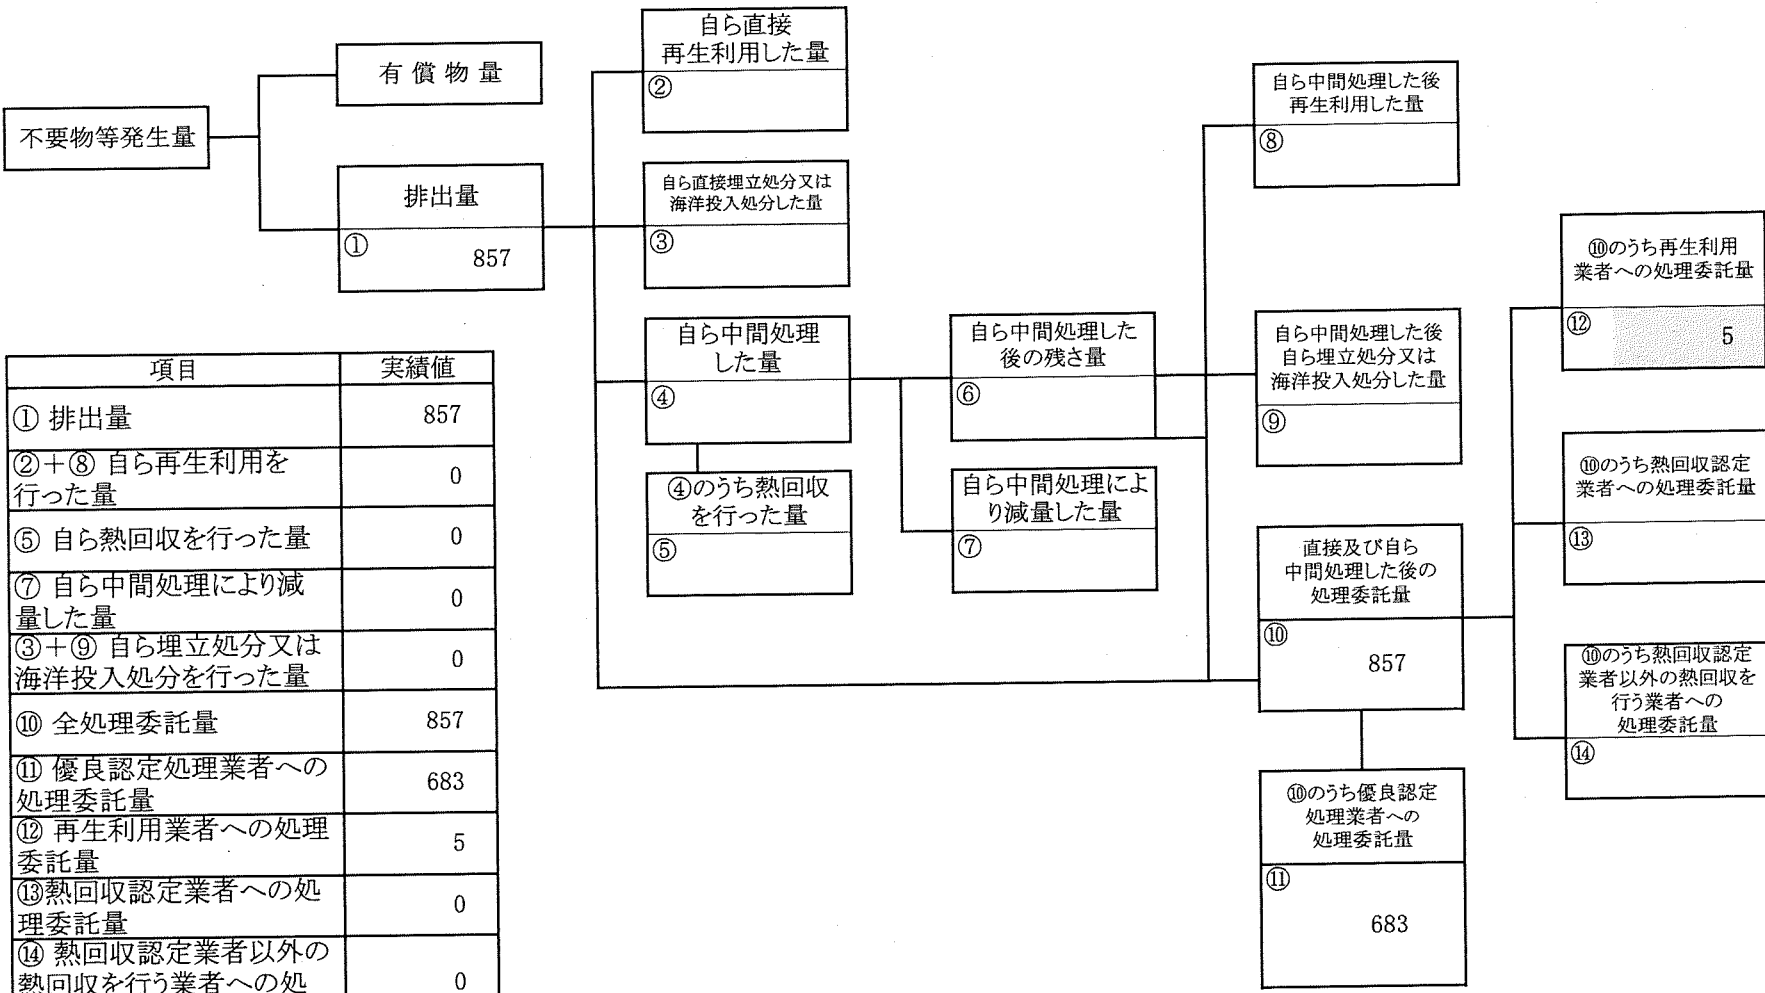 不要物等発生量
有償物量
排出量
①
857
自ら直接
再生利用した量
②
自ら直接埋立処分又は
海洋投入処分した量
③
自ら中間処理
した量
④
④のうち熱回収
を行った量
⑤
自ら中間処理した
後の残さ量
⑥
自ら中間処理によ
り減量した量
⑦
自ら中間処理した後
再生利用した量
⑧
自ら中間処理した後
自ら埋立処分又は
海洋投入処分した量
⑨
直接及び自ら
中間処理した後の
処理委託量
⑩
857
⑩のうち優良認定
処理業者への
処理委託量
⑪
683
⑩のうち再生利用
業者への処理委託量
⑫
5
⑩のうち熱回収認定
業者への処理委託量
⑬
⑩のうち熱回収認定
業者以外の熱回収を
行う業者への
処理委託量
⑭
項目 実績値
① 排出量 857
②+⑧ 自ら再生利用を
行った量 0
⑤ 自ら熱回収を行った量 0
⑦ 自ら中間処理により減
量した量 0
③+⑨ 自ら埋立処分又は
海洋投入処分を行った量 0
⑩ 全処理委託量 857
⑪ 優良認定処理業者への
処理委託量 683
⑫ 再生利用業者への処理
委託量 5
⑬熱回収認定業者への処
理委託量 0
⑭ 熱回収認定業者以外の
熱回収を行う業者への処 0